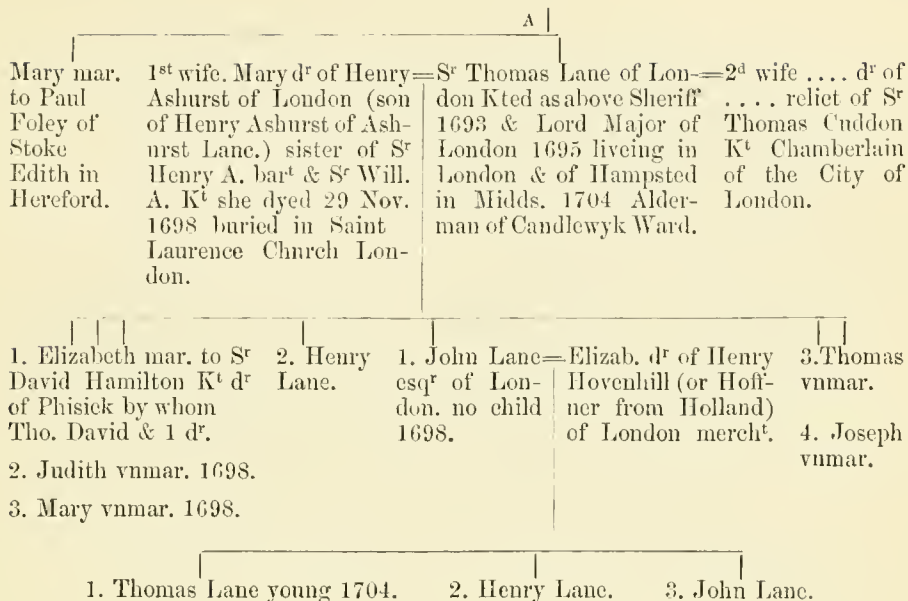 A
Mary mar.
to Paul
Foley of
Stoke
Edith in
Hereford.
1st wife. Mary dr of Henry
Ashurst of London (son
of Henry Ashurst of Ash-
urst Lanc.) sister of Sr
Henry A. bart & Sr Will.
A. Kt she dyed 29 Nov.
1698 buried in Saint
Laurence Church Lon-
don.
=Sr Thomas Lane of Lon-
don Kted as above Sheriff
1693 & Lord Major of
London 1695 liveing in
London & of Hampsted
in Midds. 1704 Alder-
man of Candlewyk Ward.
=2d wife .... dr of
.... relict of Sr
Thomas Cuddon
Kt Chamberlain
of the City of
London.
1. Elizabeth mar. to Sr
David Hamilton Kt dr
of Phisick by whom
Tho. David & 1 dr.
2. Judith vnmar. 1698.
3. Mary vnmar. 1698.
2. Henry
Lane.
1. John Lane
esqr of Lon-
don. no child
1698.
=Elizab. dr of Henry
Hovenhill (or Hoff-
ner from Holland)
of London mercht.
3.Thomas
vnmar.
4. Joseph
vnmar.
1. Thomas Lane young 1704.
2. Henry Lane.
3. John Lane.